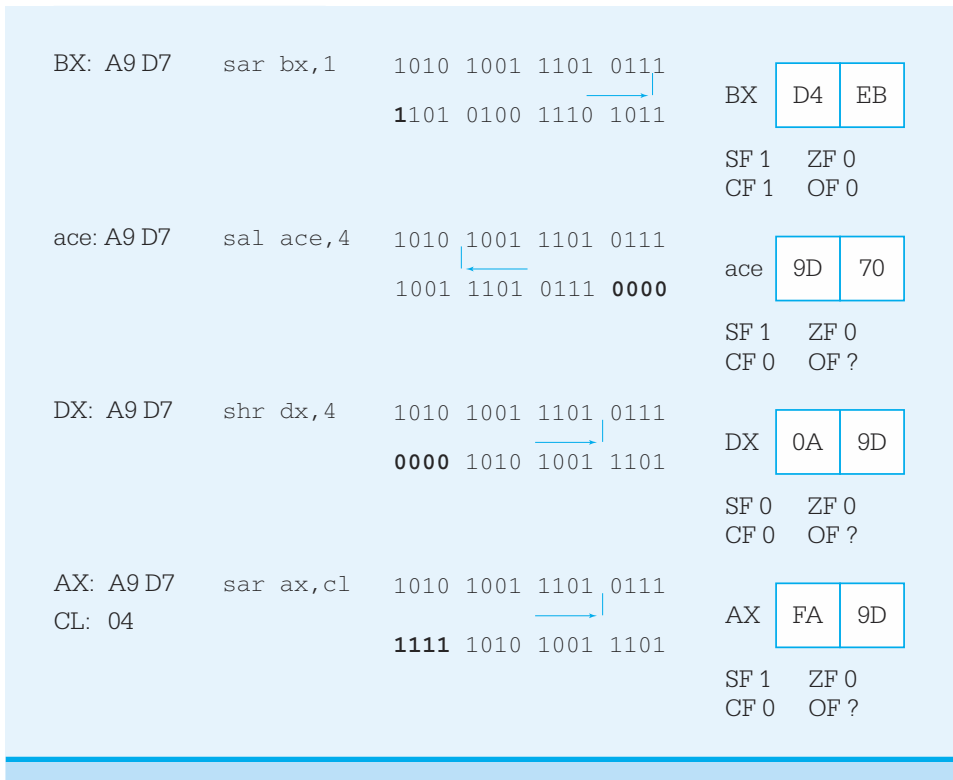 BX: A9 D7 sar bx,1 1010 1001 1101 0111
1101 0100 1110 1011
BX D4 EB
SF 1 ZF 0
CF 1 OF 0
ace: A9 D7 sal ace,4 1010 1001 1101 0111
1001 1101 0111 0000
ace 9D 70
SF 1 ZF 0
CF 0 OF ?
DX: A9 D7 shr dx,4 1010 1001 1101 0111
0000 1010 1001 1101
DX 0A 9D
SF 0 ZF 0
CF 0 OF ?
AX: A9 D7 sar ax,cl 1010 1001 1101 0111
CL: 04
1111 1010 1001 1101
AX FA 9D
SF 1 ZF 0
CF 0 OF ?